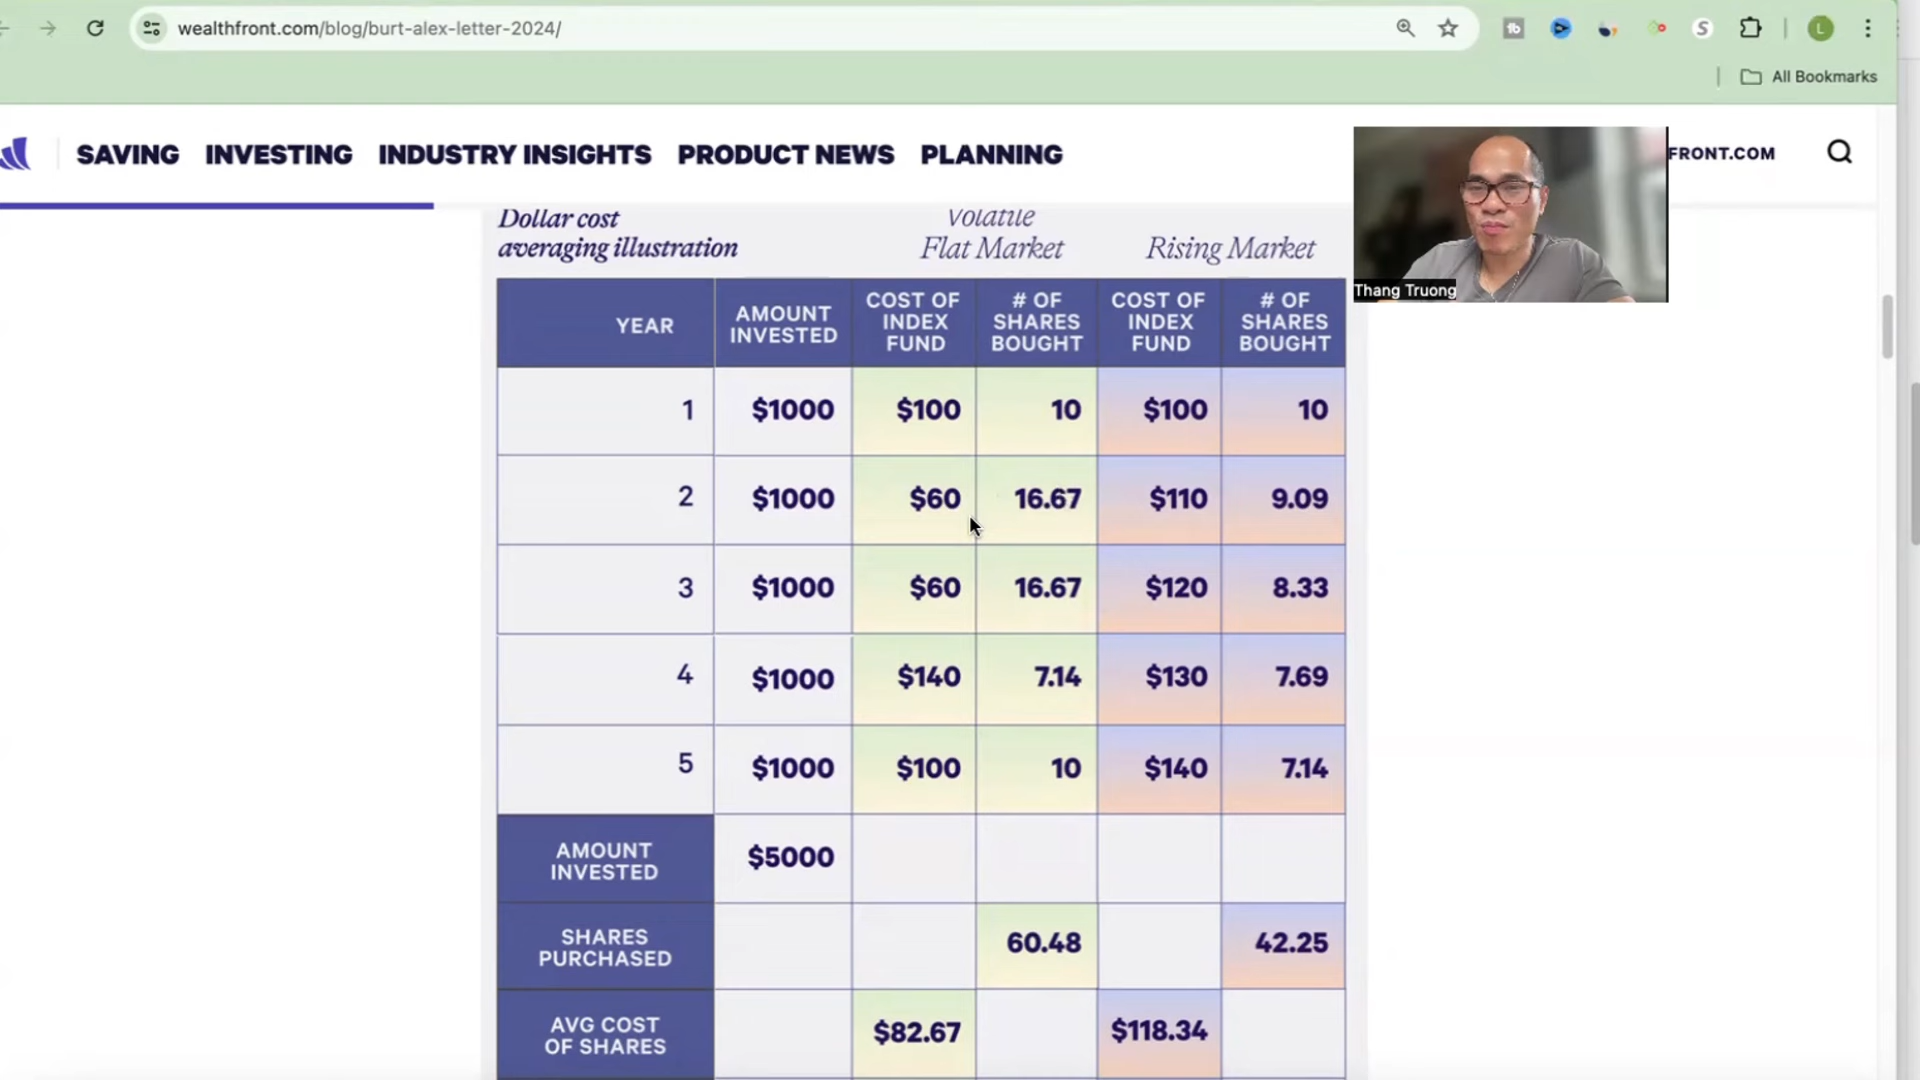 wealthfront.com/blog/burt-alex-letter-2024/
All Bookmarks
SAVING INVESTING INDUSTRY INSIGHTS PRODUCT NEWS PLANNING
FRONT.COM
Thang Truong
Dollar cost
averaging illustration
Volatile
Flat Market
Rising Market
YEAR
AMOUNT
INVESTED
COST OF
INDEX
FUND
# OF
SHARES
BOUGHT
COST OF
INDEX
FUND
# OF
SHARES
BOUGHT
1 $1000 $100 10 $100 10
2 $1000 $60 16.67 $110 9.09
3 $1000 $60 16.67 $120 8.33
4 $1000 $140 7.14 $130 7.69
5 $1000 $100 10 $140 7.14
AMOUNT
INVESTED
$5000
SHARES
PURCHASED
60.48 42.25
AVG COST
OF SHARES
$82.67 $118.34